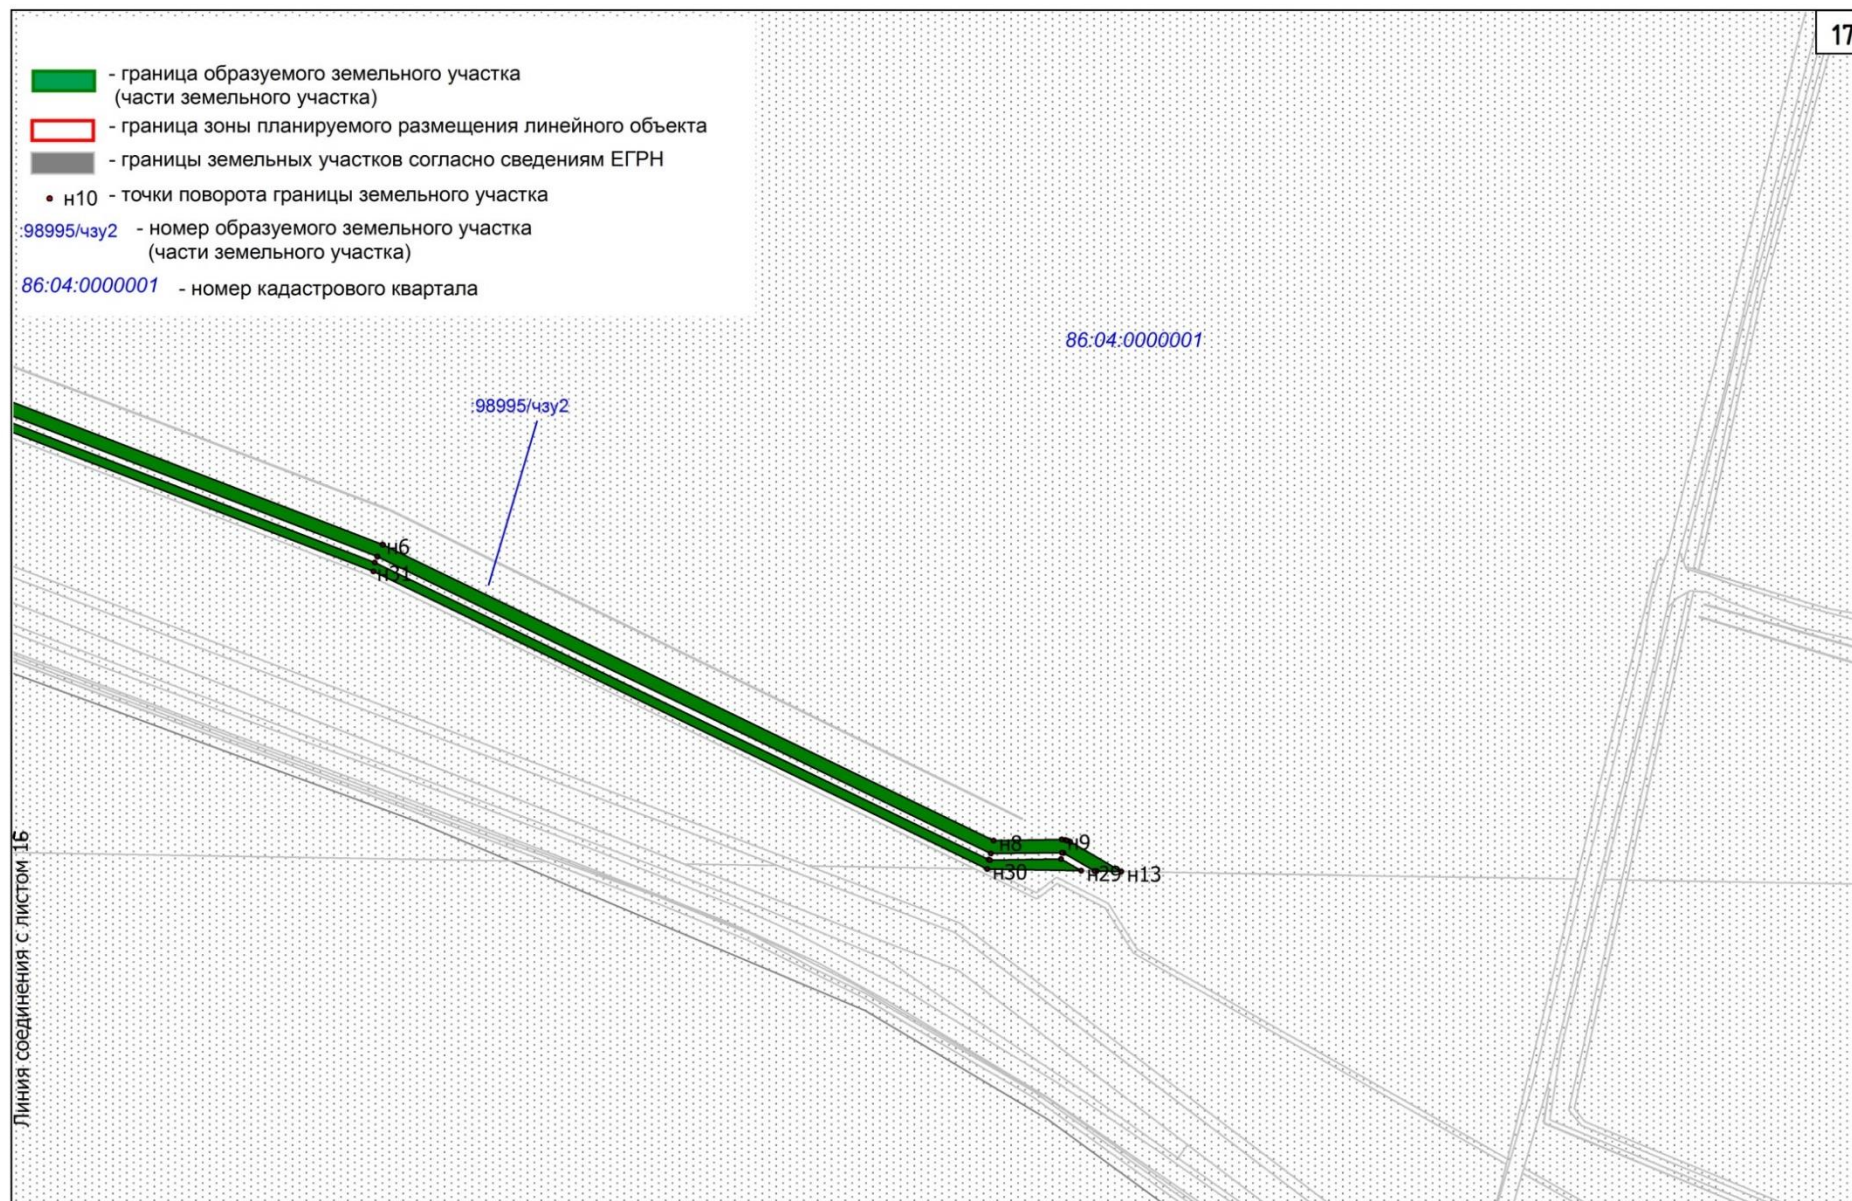 17
- граница образуемого земельного участка
(части земельного участка)
- граница зоны планируемого размещения линейного объекта
- границы земельных участков согласно сведениям ЕГРН
н10 - точки поворота границы земельного участка
:98995/чзу2 - номер образуемого земельного участка
(части земельного участка)
86:04:0000001 - номер кадастрового квартала
86:04:0000001
:98995/чзу2
н6
н31
н8
н9
н30
н29
н13
Линия соединения с листом 16